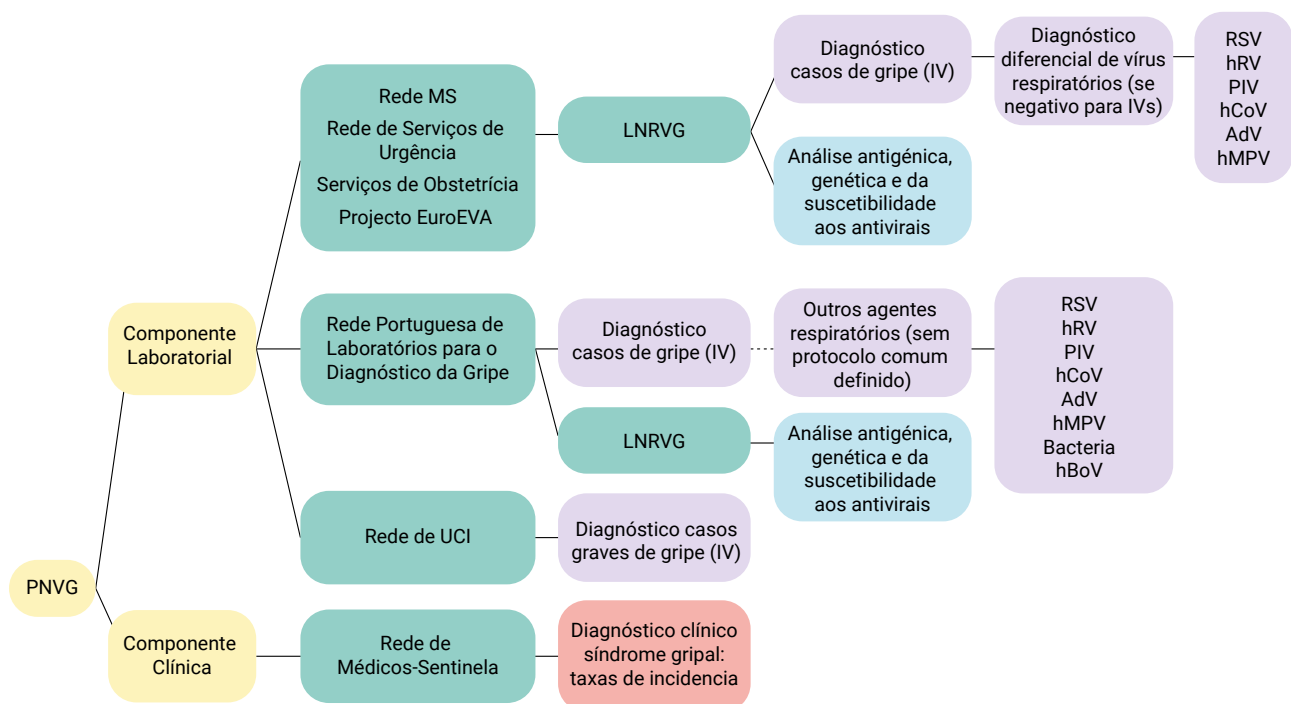 PNVG
Componente
Laboratorial
Rede MS
Rede de Serviços de
Urgência
Serviços de Obstetrícia
Projecto EuroEVA
LNRVG
Diagnóstico
casos de gripe (IV)
Diagnóstico
diferencial de vírus
respiratórios (se
negativo para IVs)
RSV
hRV
PIV
hCoV
AdV
hMPV
Análise antigénica,
genética e da
suscetibilidade
aos antivirais
Rede Portuguesa de
Laboratórios para o
Diagnóstico da Gripe
Diagnóstico
casos de gripe (IV)
Outros agentes
respiratórios (sem
protocolo comum
definido)
RSV
hRV
PIV
hCoV
AdV
hMPV
Bacteria
hBoV
LNRVG
Análise antigénica,
genética e da
suscetibilidade
aos antivirais
Rede de UCI
Diagnóstico casos
graves de gripe (IV)
Componente
Clínica
Rede de
Médicos-Sentinela
Diagnóstico clínico
síndrome gripal:
taxas de incidencia